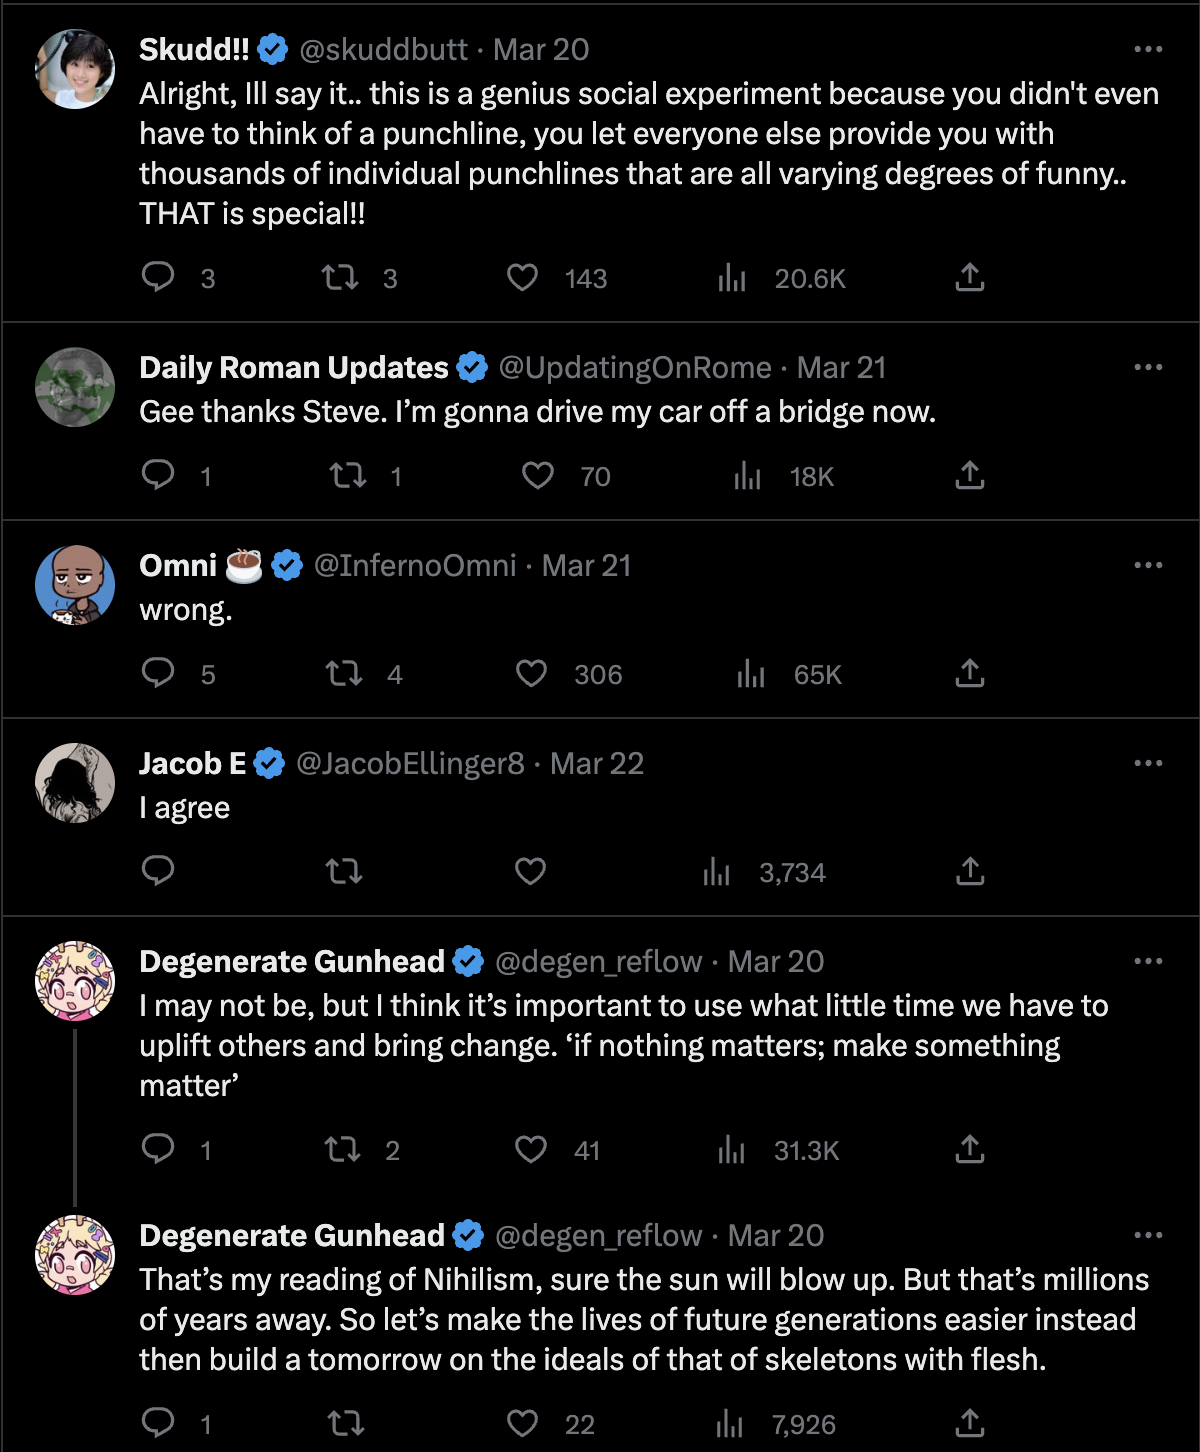 Skudd!! @skuddbutt · Mar 20
Alright, Ill say it.. this is a genius social experiment because you didn't even
have to think of a punchline, you let everyone else provide you with
thousands of individual punchlines that are all varying degrees of funny..
THAT is special!!
3 3 143 20.6K
Daily Roman Updates @UpdatingOnRome · Mar 21
Gee thanks Steve. I’m gonna drive my car off a bridge now.
1 1 70 18K
Omni ☕ @InfernoOmni · Mar 21
wrong.
5 4 306 65K
Jacob E @JacobEllinger8 · Mar 22
I agree
3,734
Degenerate Gunhead @degen_reflow · Mar 20
I may not be, but I think it’s important to use what little time we have to
uplift others and bring change. ‘if nothing matters; make something
matter’
1 2 41 31.3K
Degenerate Gunhead @degen_reflow · Mar 20
That’s my reading of Nihilism, sure the sun will blow up. But that’s millions
of years away. So let’s make the lives of future generations easier instead
then build a tomorrow on the ideals of that of skeletons with flesh.
1 22 7,926